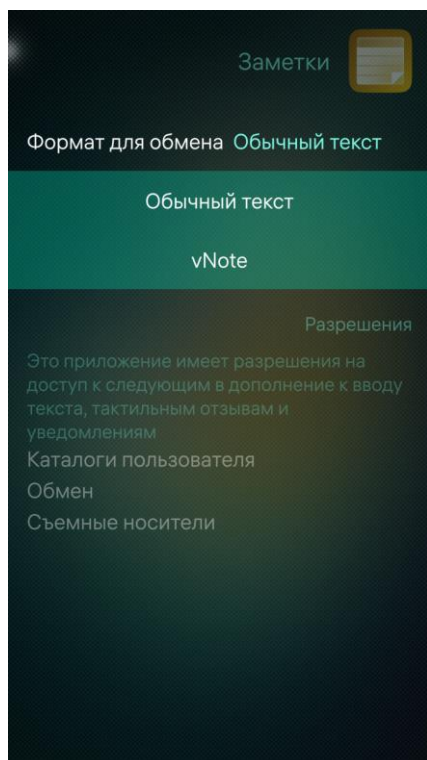 Заметки
Формат для обмена Обычный текст
Обычный текст
vNote
Разрешения
Это приложение имеет разрешения на
доступ к следующим в дополнение к вводу
текста, тактильным отзывам и
уведомлениям
Каталоги пользователя
Обмен
Съемные носители